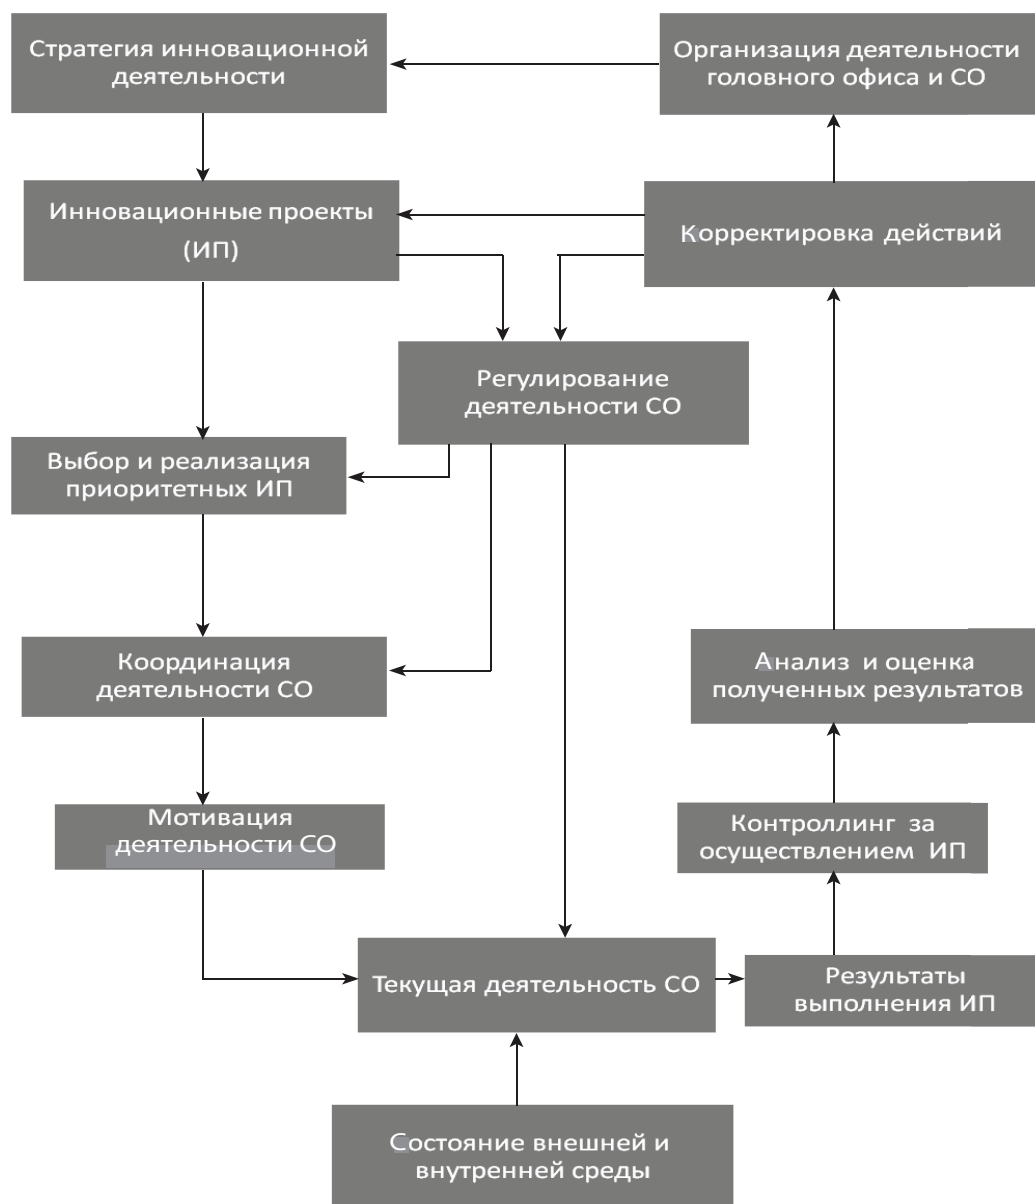 Стратегия инновационной
деятельности
Организация деятельности
головного офиса и СО
Инновационные проекты
(ИП)
Корректировка действий
Регулирование
деятельности СО
Выбор и реализация
приоритетных ИП
Координация
деятельности СО
Анализ и оценка
полученных результатов
Мотивация
деятельности СО
Контроллинг за
осуществлением ИП
Текущая деятельность СО
Результаты
выполнения ИП
Состояние внешней и
внутренней среды